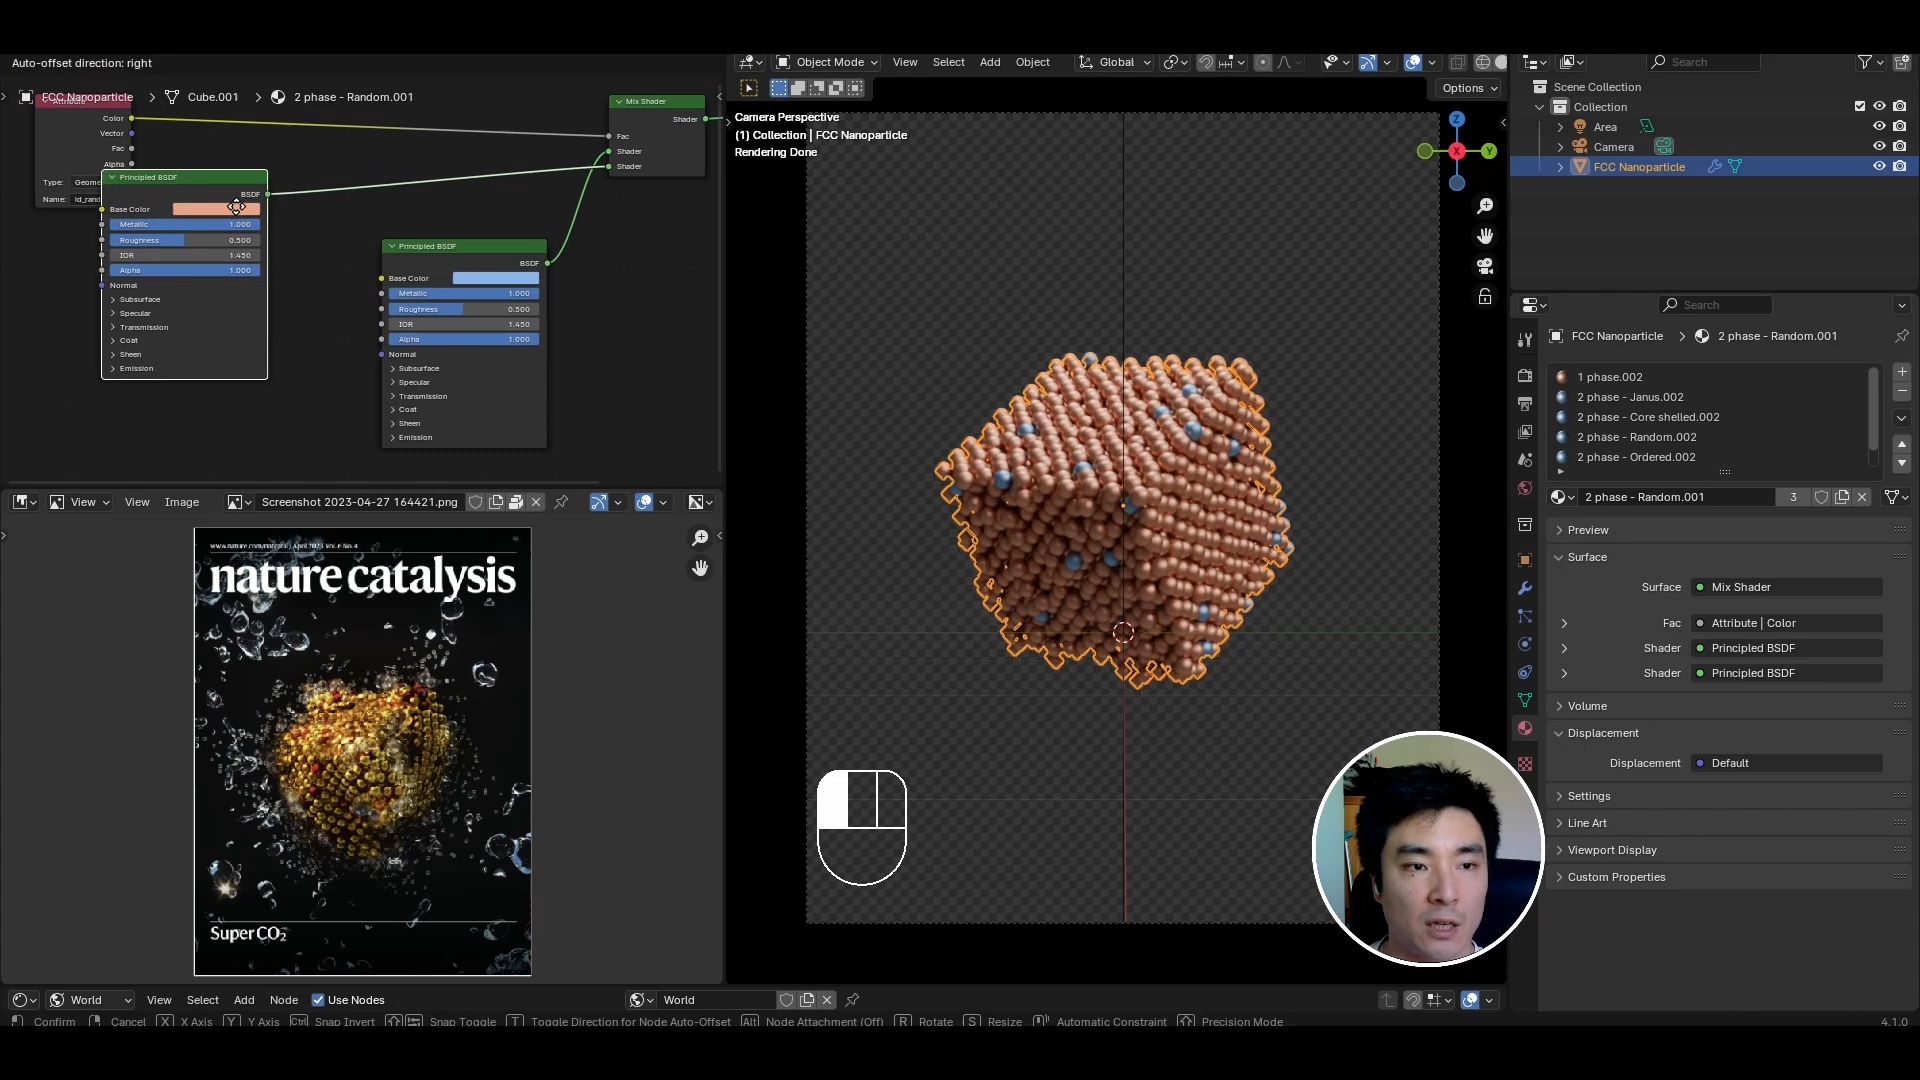 Auto-offset direction: right
FCC Nanoparticle > Cube.001 > 2 phase - Random.001
Attribute
Color
Vector
Fac
Alpha
Type: Geome
Name: id_rand
Principled BSDF
BSDF
Base Color
Metallic 1.000
Roughness 0.500
IOR 1.450
Alpha 1.000
Normal
Subsurface
Specular
Transmission
Coat
Sheen
Emission
Principled BSDF
BSDF
Base Color
Metallic 1.000
Roughness 0.500
IOR 1.450
Alpha 1.000
Normal
Subsurface
Specular
Transmission
Coat
Sheen
Emission
Mix Shader
Shader
Fac
Shader
Shader
View View Image Screenshot 2023-04-27 164421.png
nature catalysis
Super CO₂
World View Select Add Node Use Nodes World
Object Mode View Select Add Object Global
Options
Camera Perspective
(1) Collection | FCC Nanoparticle
Rendering Done
Z
X
Y
Search
Scene Collection
Collection
Area
Camera
FCC Nanoparticle
Search
FCC Nanoparticle > 2 phase - Random.001
1 phase.002
2 phase - Janus.002
2 phase - Core shelled.002
2 phase - Random.002
2 phase - Ordered.002
2 phase - Random.001 3
Preview
Surface
Surface Mix Shader
Fac Attribute | Color
Shader Principled BSDF
Shader Principled BSDF
Volume
Displacement
Displacement Default
Settings
Line Art
Viewport Display
Custom Properties
Confirm Cancel X X Axis Y Y Axis Ctrl Snap Invert Snap Toggle T Toggle Direction for Node Auto-Offset Alt Node Attachment (Off) R Rotate S Resize Automatic Constraint Precision Mode
4.1.0